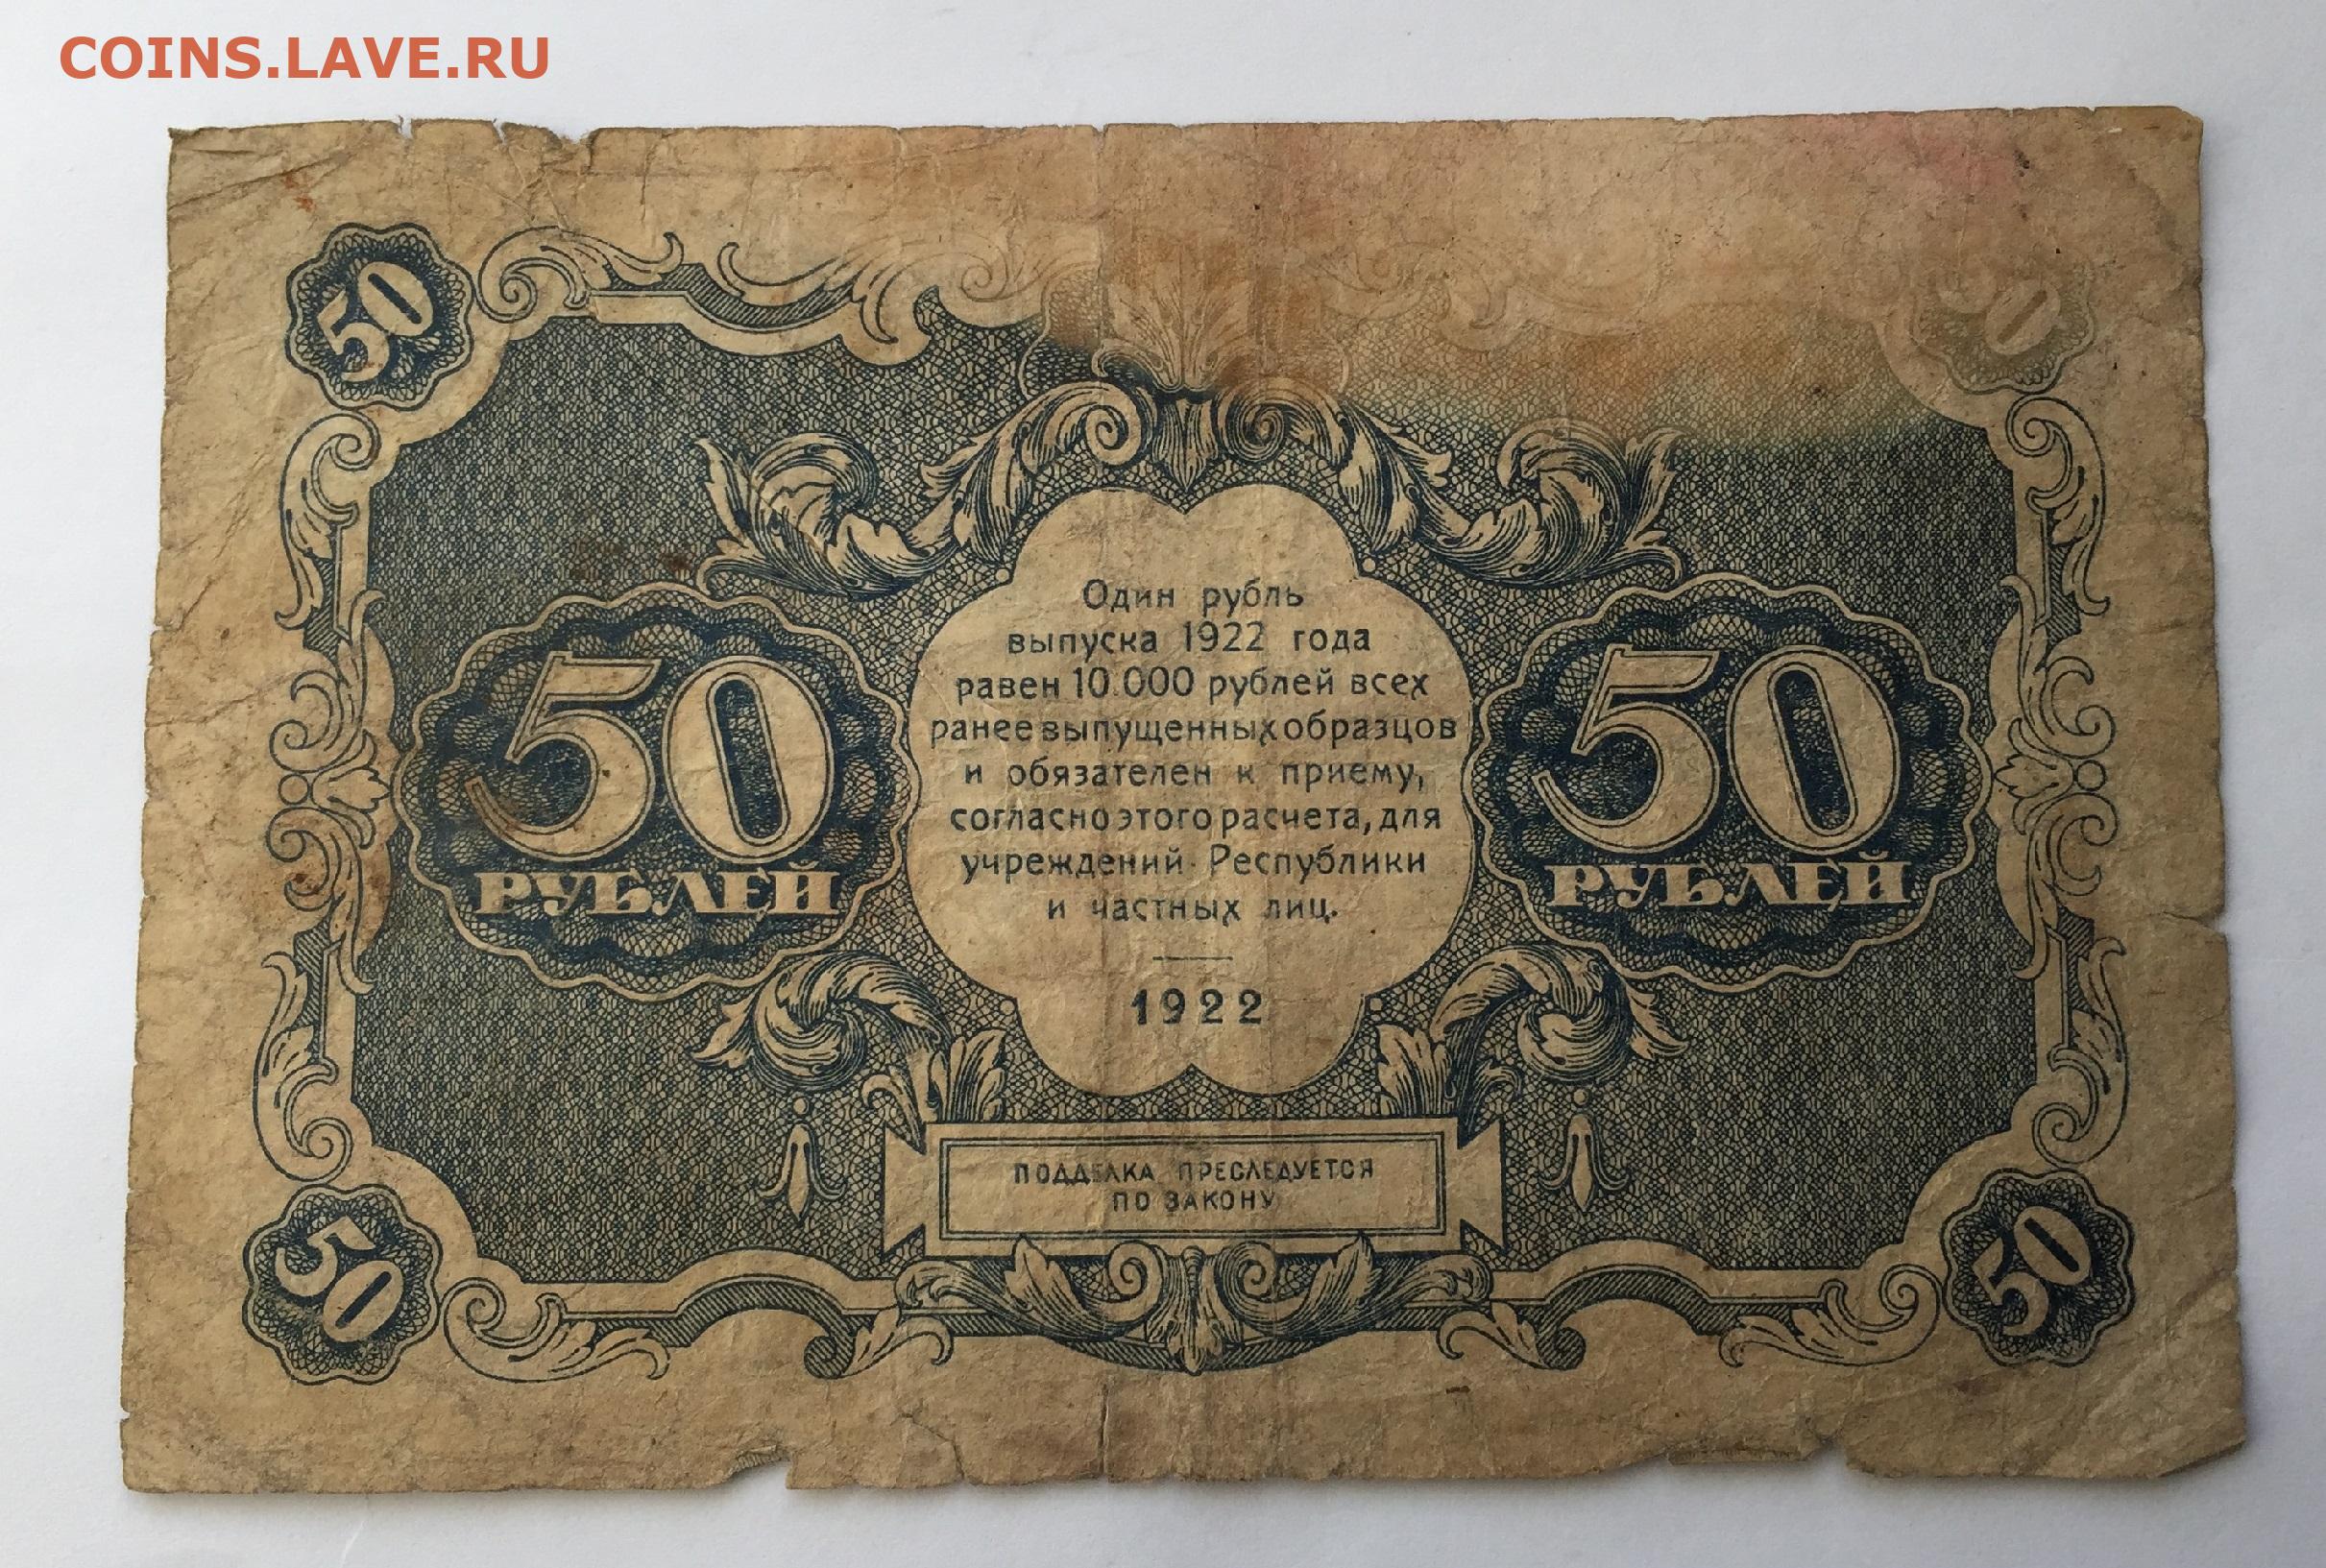 COINS.LAVE.RU
50
50
Один рубль
выпуска 1922 года
равен 10.000 рублей всех
ранее выпущенных образцов
и обязателен к приему,
согласно этого расчета, для
учреждений Республики
и частных лиц.
1922
50
РУБЛЕЙ
50
РУБЛЕЙ
ПОДДЕЛКА ПРЕСЛЕДУЕТСЯ
ПО ЗАКОНУ
50
50